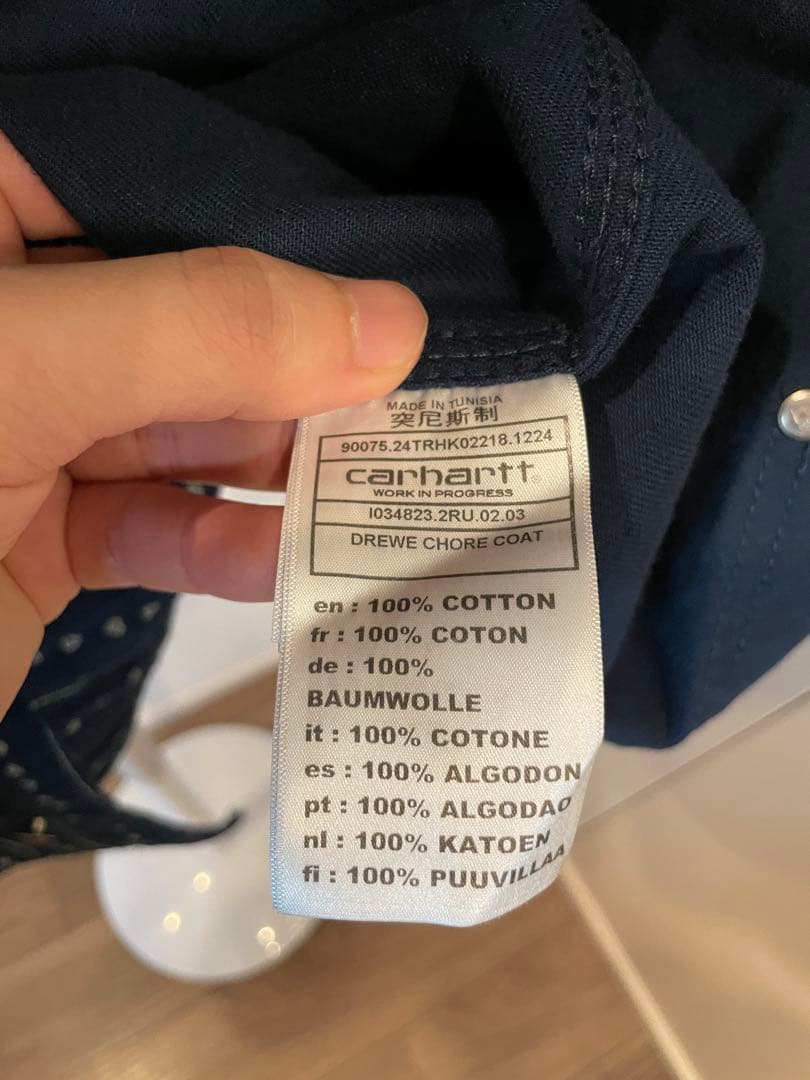 MADE IN TUNISIA
突尼斯制
90075.24TRHK02218.1224
carhartt
WORK IN PROGRESS
I034823.2RU.02.03
DREWE CHORE COAT
en : 100% COTTON
fr : 100% COTON
de : 100%
BAUMWOLLE
it : 100% COTONE
es : 100% ALGODON
pt : 100% ALGODAO
nl : 100% KATOEN
fi : 100% PUUVILLAA